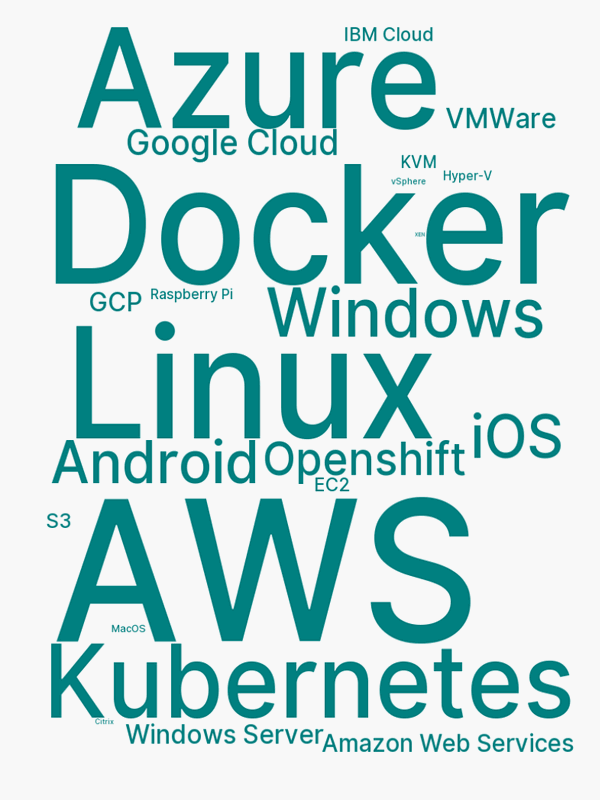 IBM Cloud
Azure
VMWare
Google Cloud
KVM
Hyper-V
vSphere
Docker
XEN
GCP
Raspberry Pi
Windows
Linux
iOS
Android
Openshift
EC2
S3
AWS
MacOS
Kubernetes
Citrix
Windows Server
Amazon Web Services